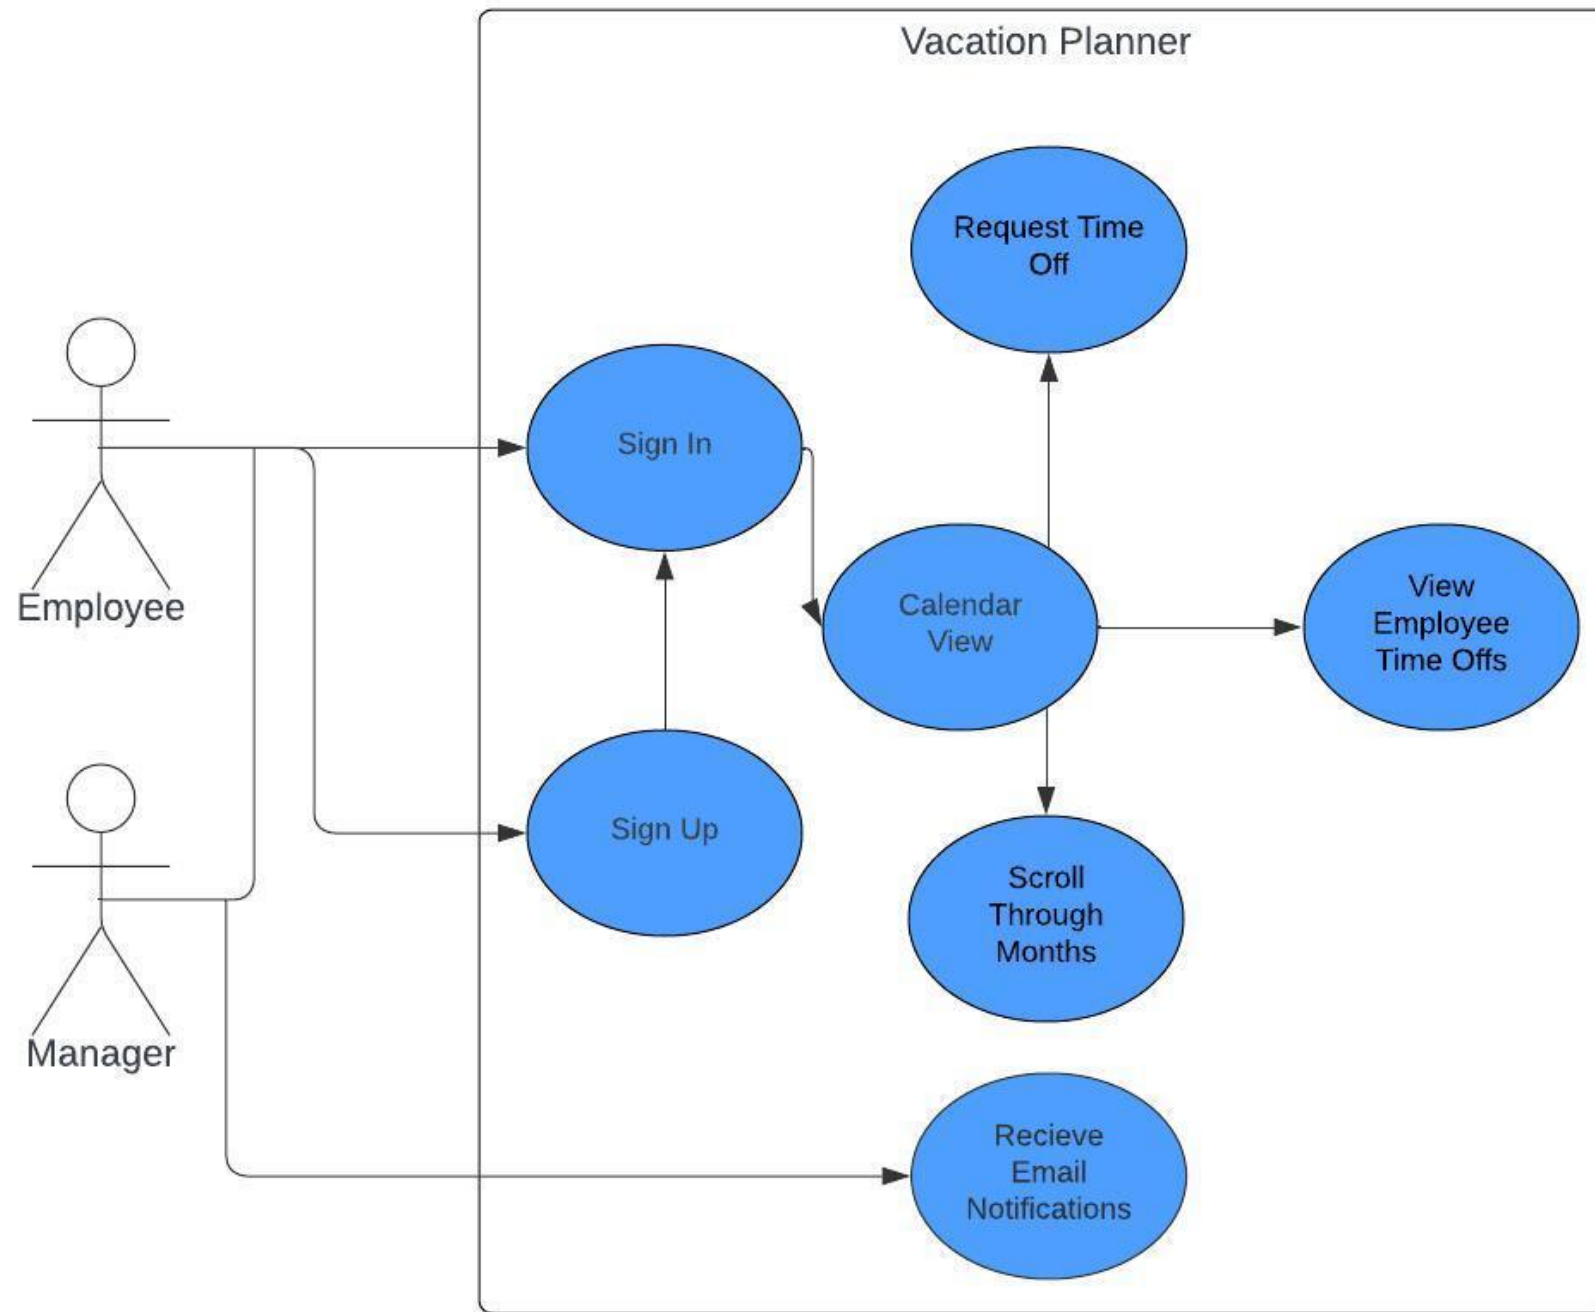 Vacation Planner
Request Time
Off
Sign In
Employee
Calendar
View
View
Employee
Time Offs
Sign Up
Scroll
Through
Months
Manager
Recieve
Email
Notifications